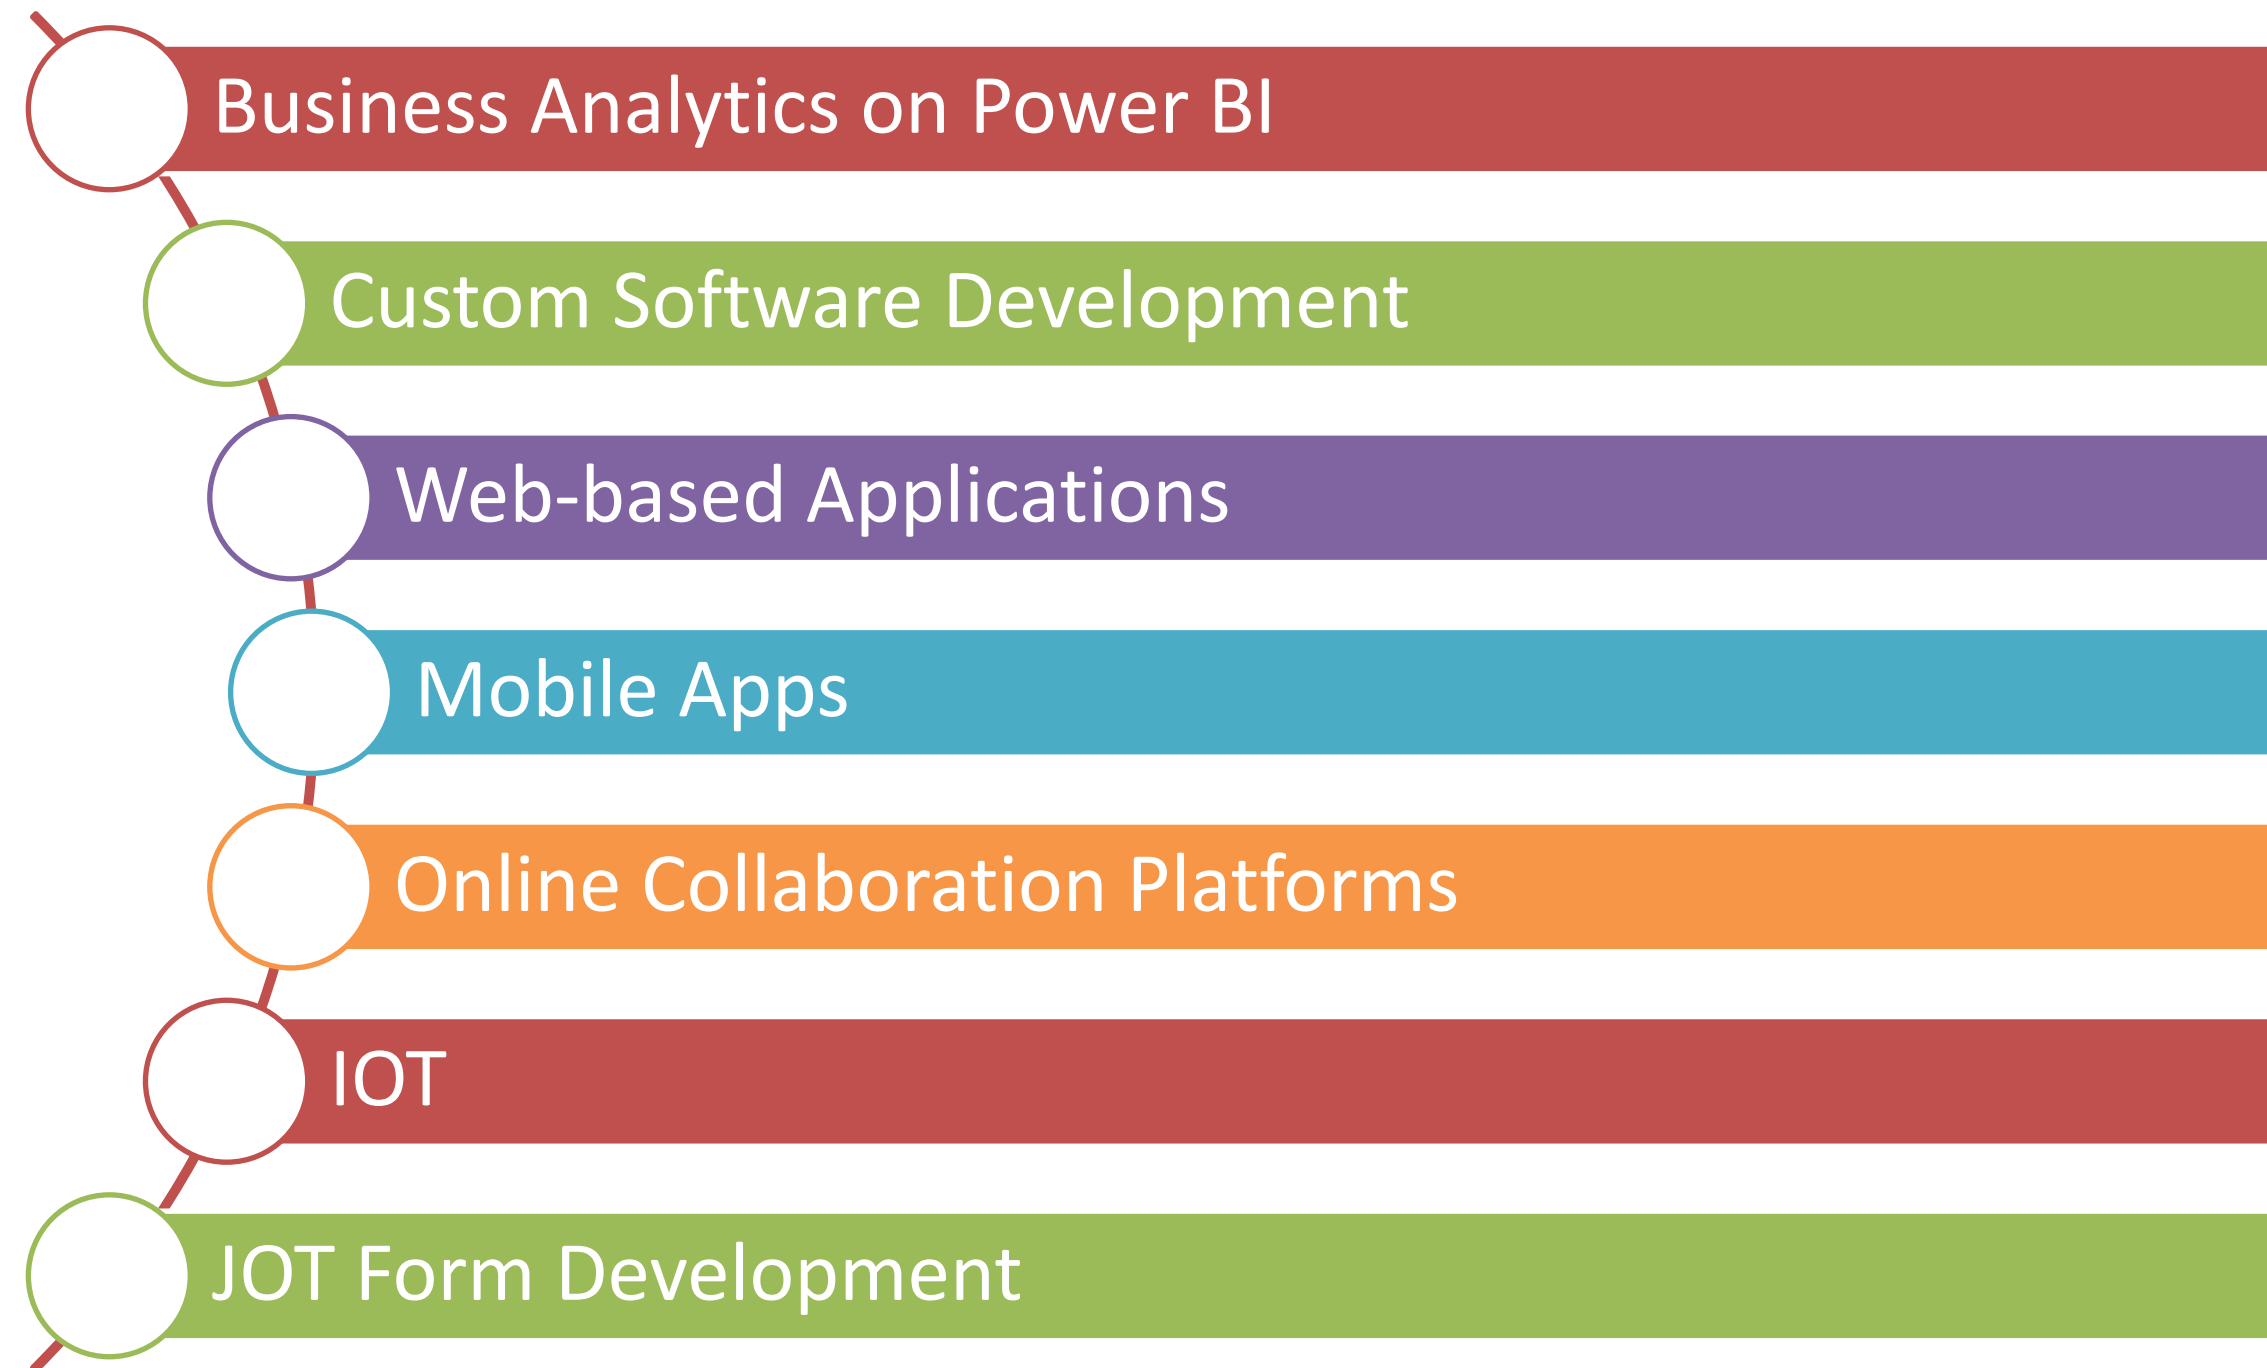 Business Analytics on Power BI
Custom Software Development
Web-based Applications
Mobile Apps
Online Collaboration Platforms
IOT
JOT Form Development